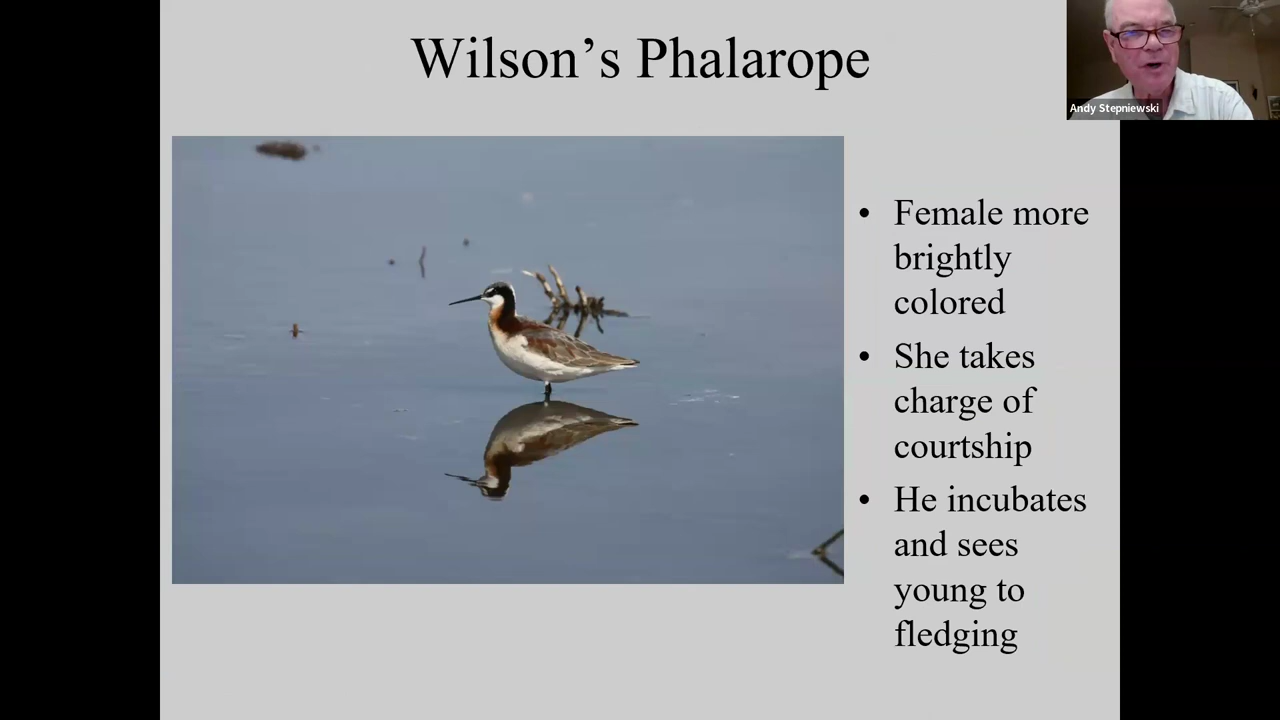 Wilson’s Phalarope
Andy Stepniewski
• Female more
brightly
colored
• She takes
charge of
courtship
• He incubates
and sees
young to
fledging